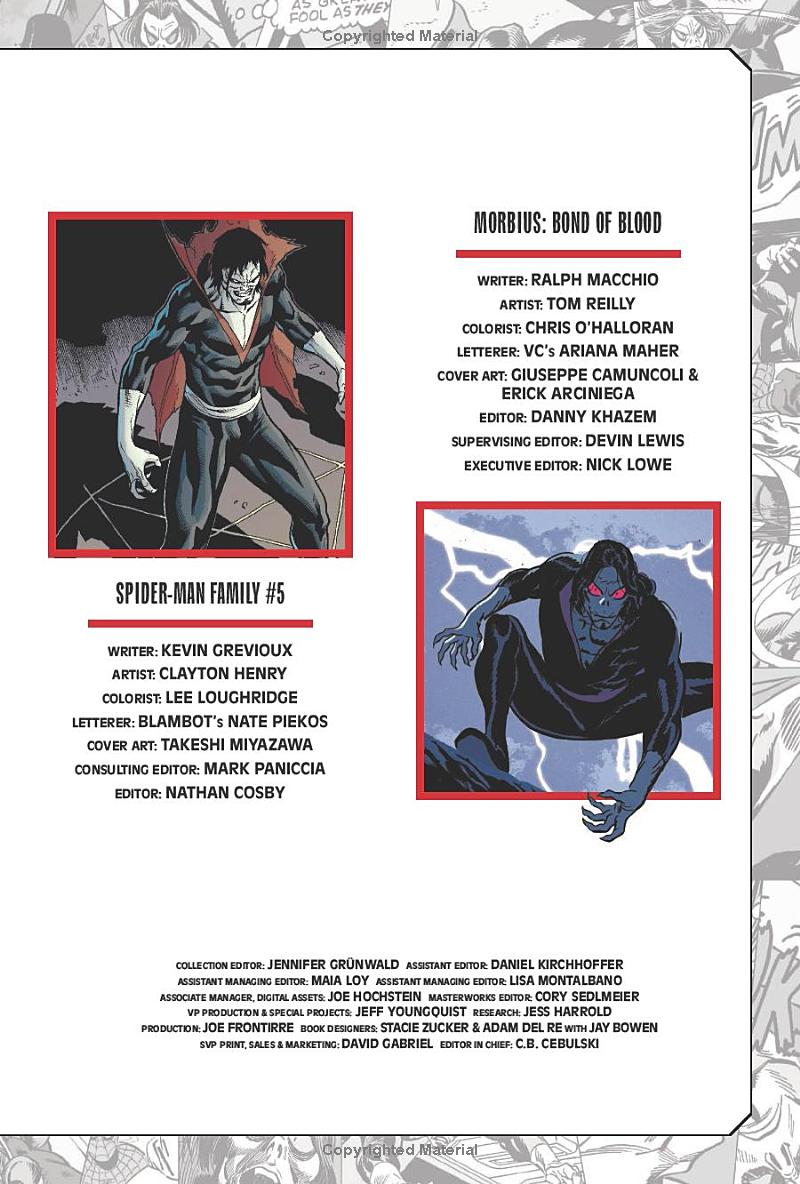 AS GREAT
FOOL AS THEY
Copyrighted Material
SPIDER-MAN FAMILY #5
WRITER: KEVIN GREVIOUX
ARTIST: CLAYTON HENRY
COLORIST: LEE LOUGHRIDGE
LETTERER: BLAMBOT's NATE PIEKOS
COVER ART: TAKESHI MIYAZAWA
CONSULTING EDITOR: MARK PANICCIA
EDITOR: NATHAN COSBY
MORBIUS: BOND OF BLOOD
WRITER: RALPH MACCHIO
ARTIST: TOM REILLY
COLORIST: CHRIS O'HALLORAN
LETTERER: VC's ARIANA MAHER
COVER ART: GIUSEPPE CAMUNCOLI &
ERICK ARCINIEGA
EDITOR: DANNY KHAZEM
SUPERVISING EDITOR: DEVIN LEWIS
EXECUTIVE EDITOR: NICK LOWE
COLLECTION EDITOR: JENNIFER GRÜNWALD ASSISTANT EDITOR: DANIEL KIRCHHOFFER
ASSISTANT MANAGING EDITOR: MAIA LOY ASSISTANT MANAGING EDITOR: LISA MONTALBANO
ASSOCIATE MANAGER, DIGITAL ASSETS: JOE HOCHSTEIN MASTERWORKS EDITOR: CORY SEDLMEIER
VP PRODUCTION & SPECIAL PROJECTS: JEFF YOUNGQUIST RESEARCH: JESS HARROLD
PRODUCTION: JOE FRONTIRRE BOOK DESIGNERS: STACIE ZUCKER & ADAM DEL RE WITH JAY BOWEN
SVP PRINT, SALES & MARKETING: DAVID GABRIEL EDITOR IN CHIEF: C.B. CEBULSKI
Copyrighted Material